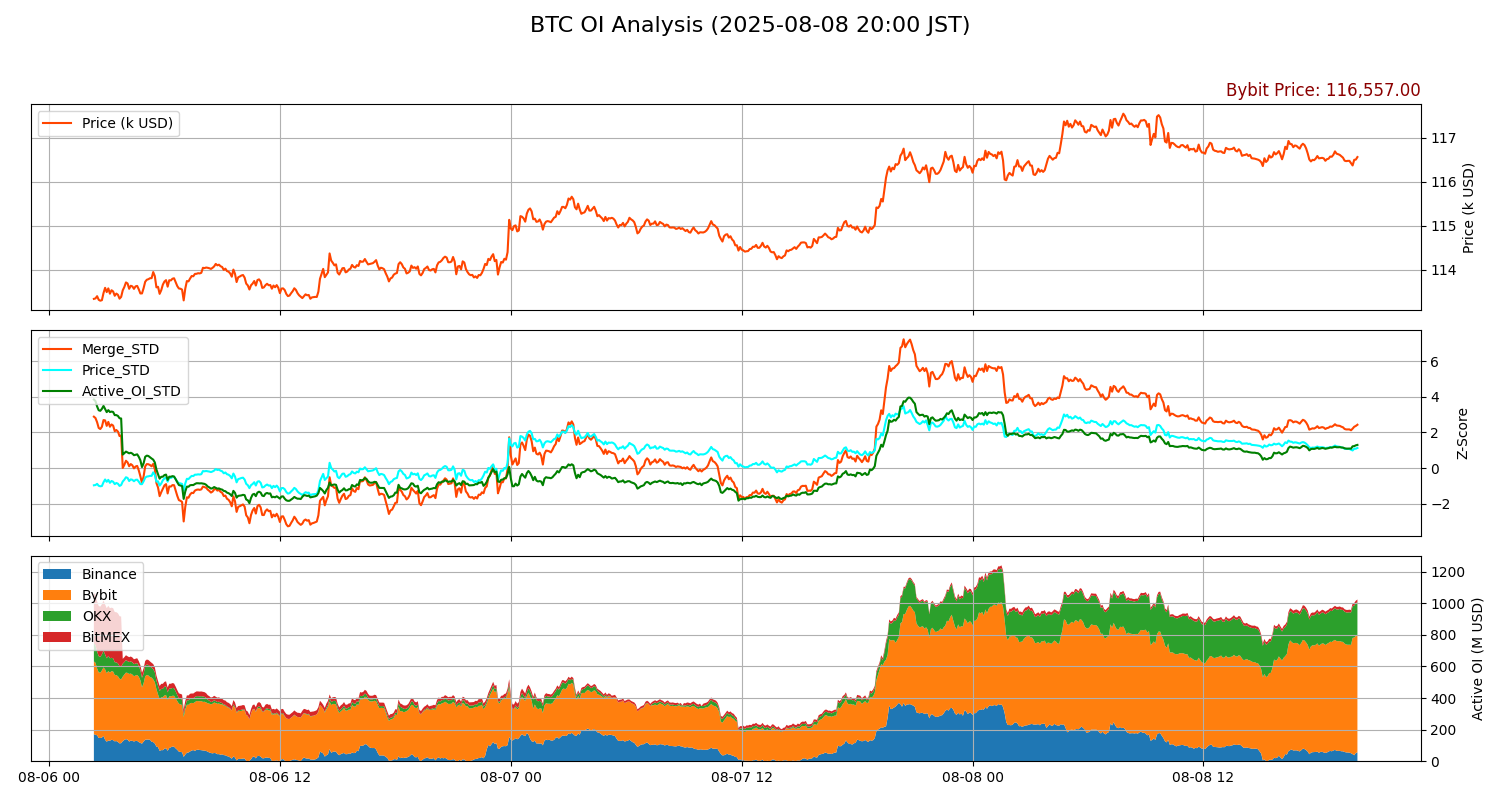 BTC OI Analysis (2025-08-08 20:00 JST)
Bybit Price: 116,557.00
Price (k USD)
117
116
115
114
Price (k USD)
Merge_STD
Price_STD
Active_OI_STD
6
4
2
0
−2
Z-Score
Binance
Bybit
OKX
BitMEX
1200
1000
800
600
400
200
0
Active OI (M USD)
08-06 00
08-06 12
08-07 00
08-07 12
08-08 00
08-08 12